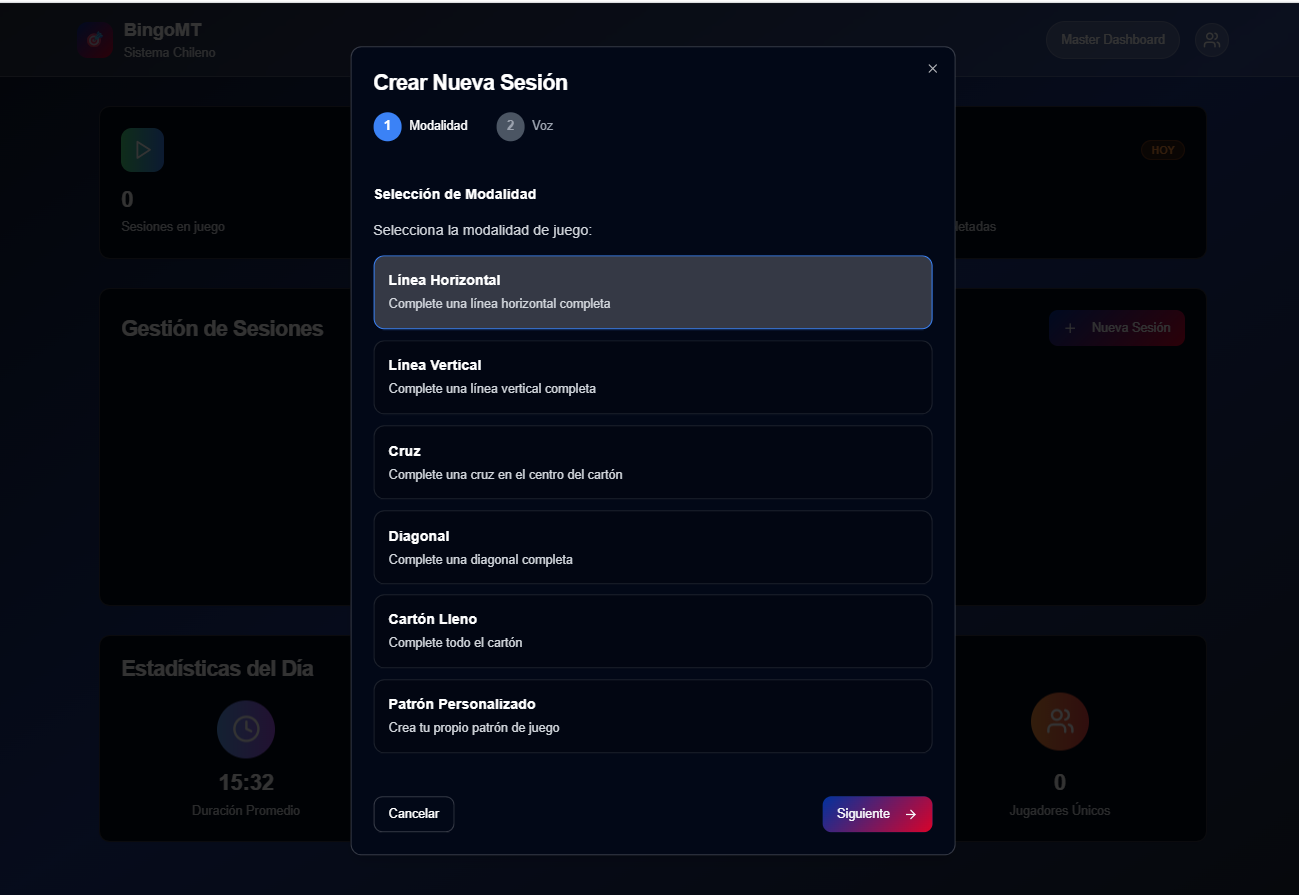 BingoMT
Sistema Chileno
Master Dashboard
Crear Nueva Sesión
1 Modalidad 2 Voz
HOY
0
Sesiones en juego
letadas
Selección de Modalidad
Selecciona la modalidad de juego:
Línea Horizontal
Complete una línea horizontal completa
Gestión de Sesiones
+ Nueva Sesión
Línea Vertical
Complete una línea vertical completa
Cruz
Complete una cruz en el centro del cartón
Diagonal
Complete una diagonal completa
Cartón Lleno
Complete todo el cartón
Patrón Personalizado
Crea tu propio patrón de juego
Estadísticas del Día
15:32
Duración Promedio
0
Jugadores Únicos
Cancelar
Siguiente →